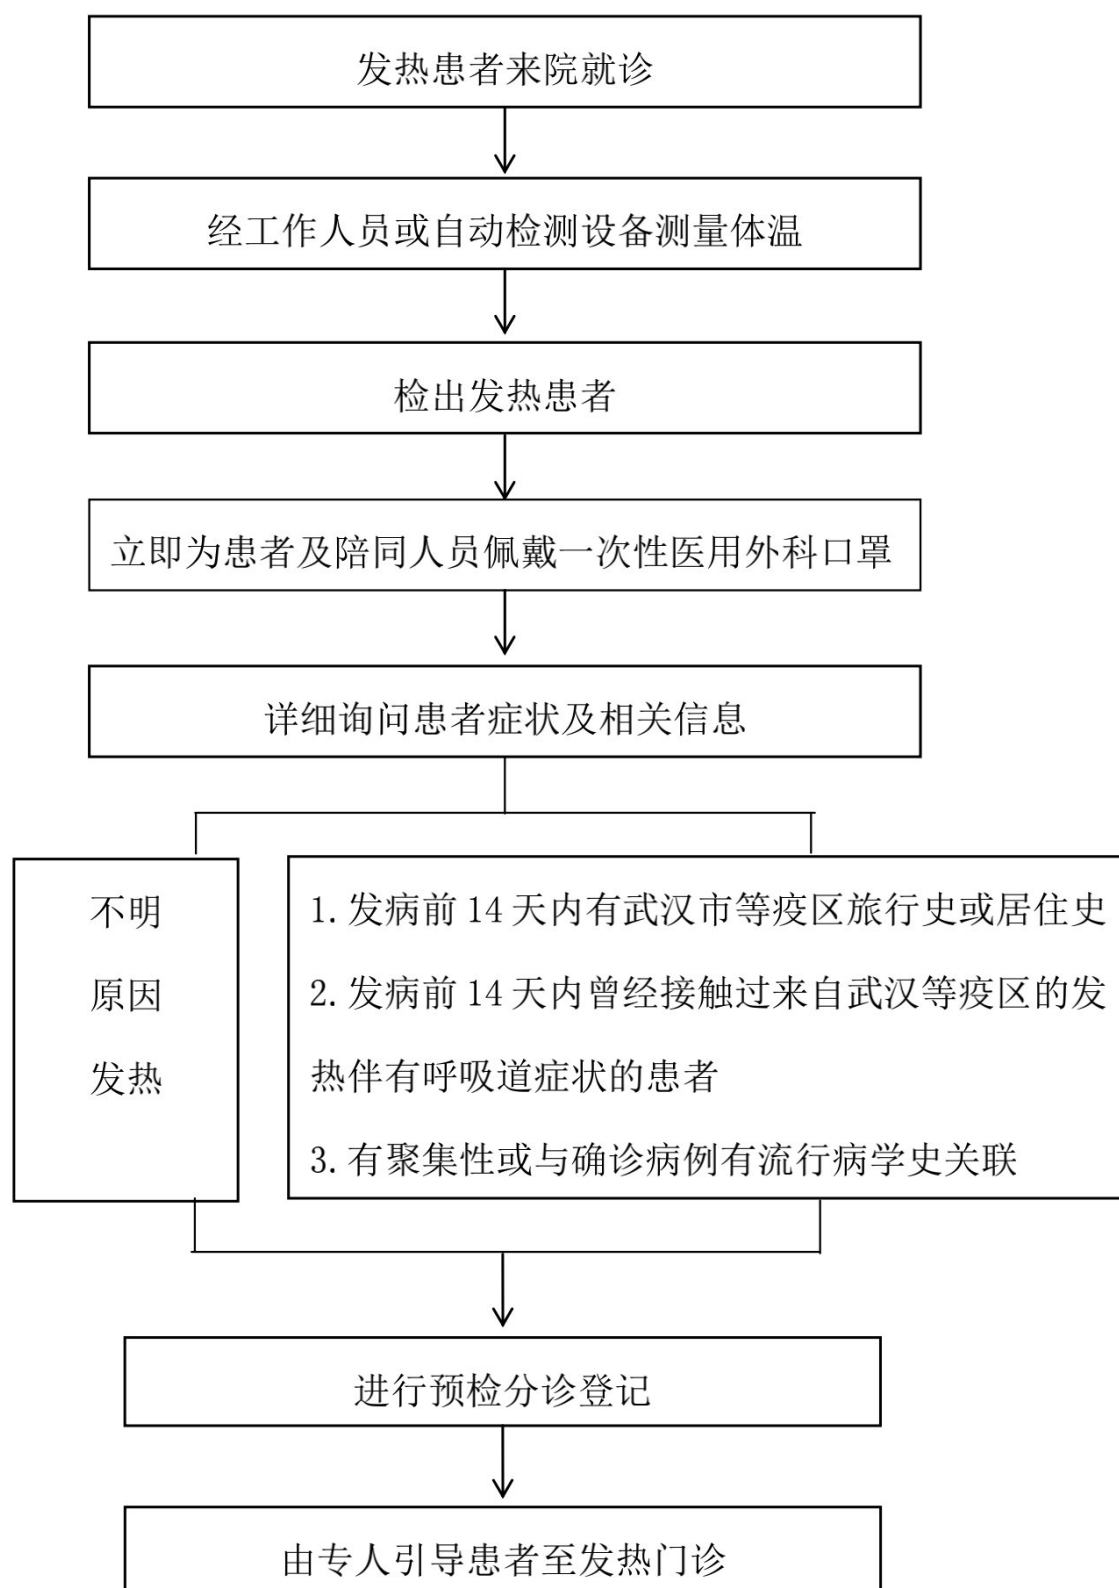 发热患者来院就诊
经工作人员或自动检测设备测量体温
检出发热患者
立即为患者及陪同人员佩戴一次性医用外科口罩
详细询问患者症状及相关信息
不明
原因
发热
1.发病前14天内有武汉市等疫区旅行史或居住史
2.发病前14天内曾经接触过来自武汉等疫区的发
热伴有呼吸道症状的患者
3.有聚集性或与确诊病例有流行病学史关联
进行预检分诊登记
由专人引导患者至发热门诊